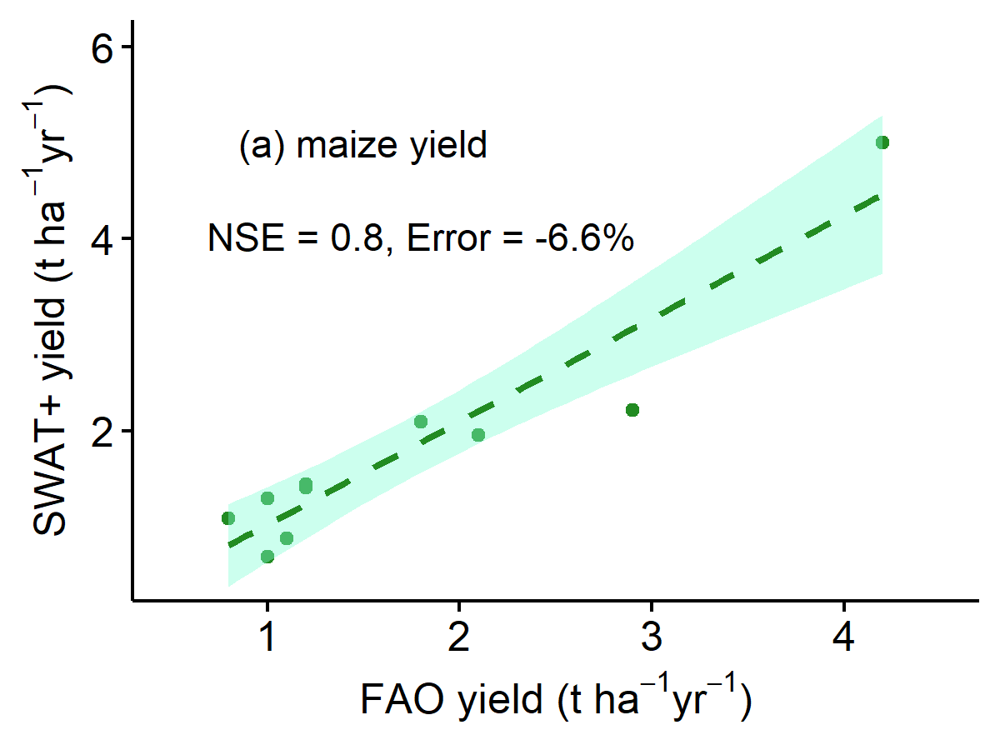 SWAT+ yield (t ha⁻¹yr⁻¹)
6
4
2
(a) maize yield
NSE = 0.8, Error = -6.6%
1 2 3 4
FAO yield (t ha⁻¹yr⁻¹)